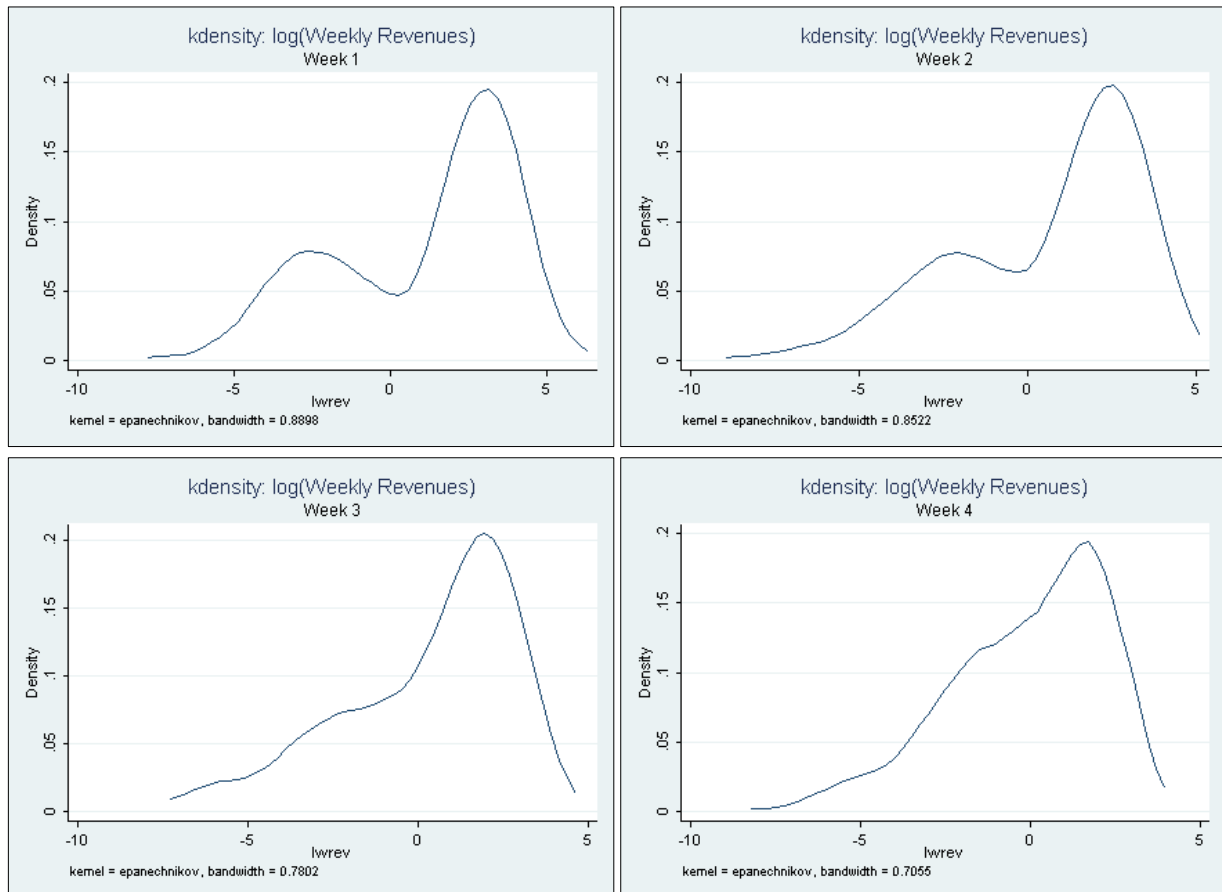 kdensity: log(Weekly Revenues)
Week 1
.2
.15
.1
.05
0
Density
-10 -5 0 5
lwrev
kernel = epanechnikov, bandwidth = 0.8898
kdensity: log(Weekly Revenues)
Week 2
.2
.15
.1
.05
0
Density
-10 -5 0 5
lwrev
kernel = epanechnikov, bandwidth = 0.8522
kdensity: log(Weekly Revenues)
Week 3
.2
.15
.1
.05
0
Density
-10 -5 0 5
lwrev
kernel = epanechnikov, bandwidth = 0.7802
kdensity: log(Weekly Revenues)
Week 4
.2
.15
.1
.05
0
Density
-10 -5 0 5
lwrev
kernel = epanechnikov, bandwidth = 0.7055